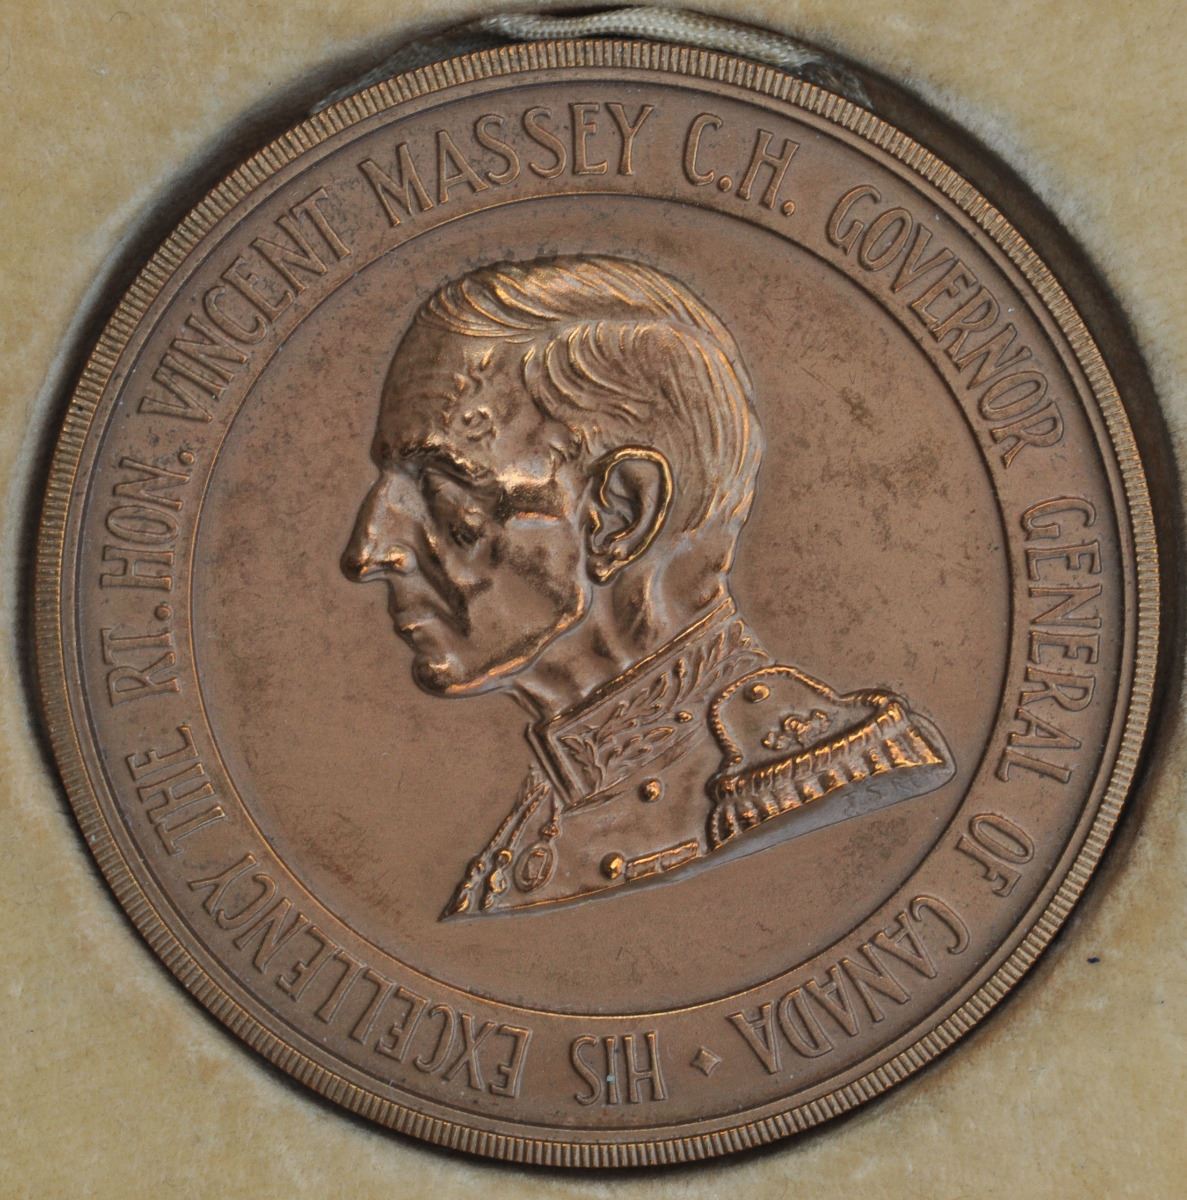 HIS EXCELLENCY THE RT. HON. VINCENT MASSEY C.H. GOVERNOR GENERAL OF CANADA